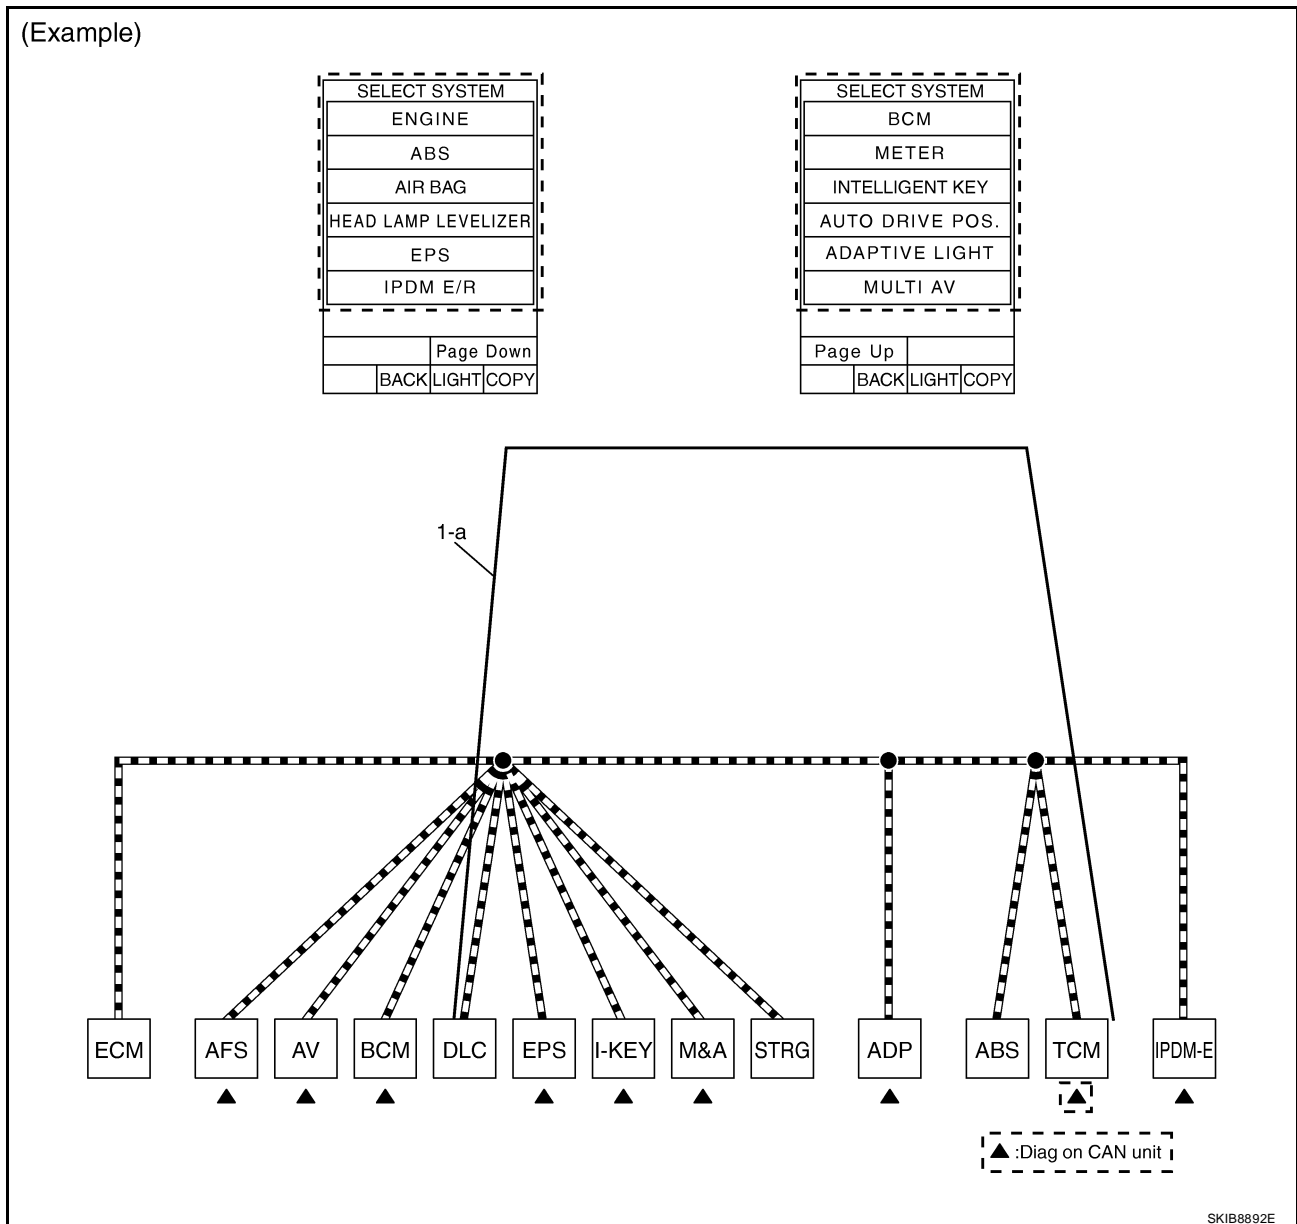 (Example)
SELECT SYSTEM
ENGINE
ABS
AIR BAG
HEAD LAMP LEVELIZER
EPS
IPDM E/R
Page Down
BACK LIGHT COPY
SELECT SYSTEM
BCM
METER
INTELLIGENT KEY
AUTO DRIVE POS.
ADAPTIVE LIGHT
MULTI AV
Page Up
BACK LIGHT COPY
1-a
ECM AFS AV BCM DLC EPS I-KEY M&A STRG ADP ABS TCM IPDM-E
▲ :Diag on CAN unit
SKIB8892E